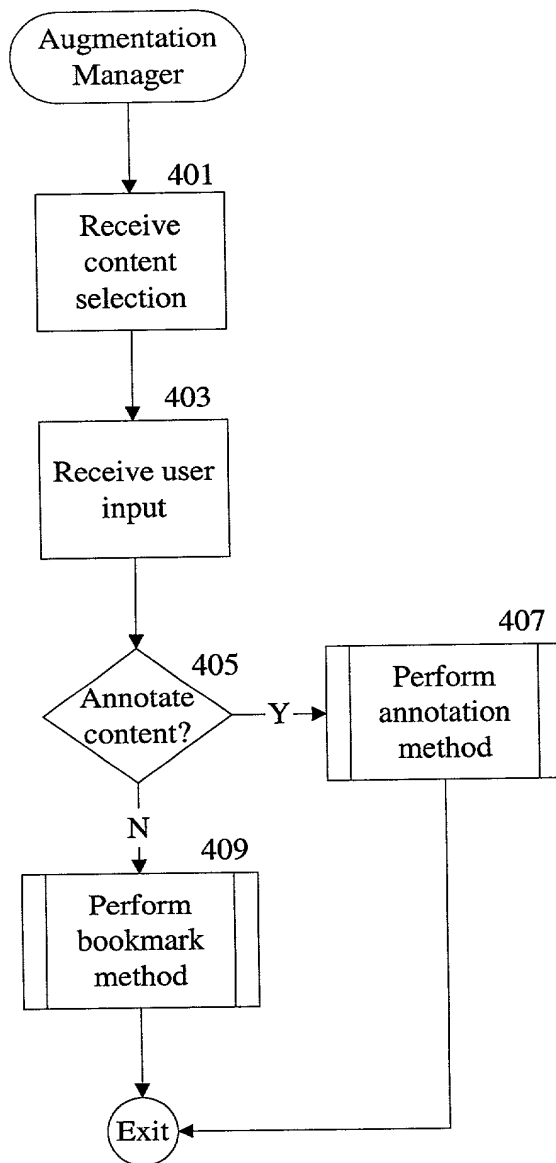 Augmentation
Manager
401
Receive
content
selection
403
Receive user
input
405
Annotate
content?
Y
407
Perform
annotation
method
N
409
Perform
bookmark
method
Exit